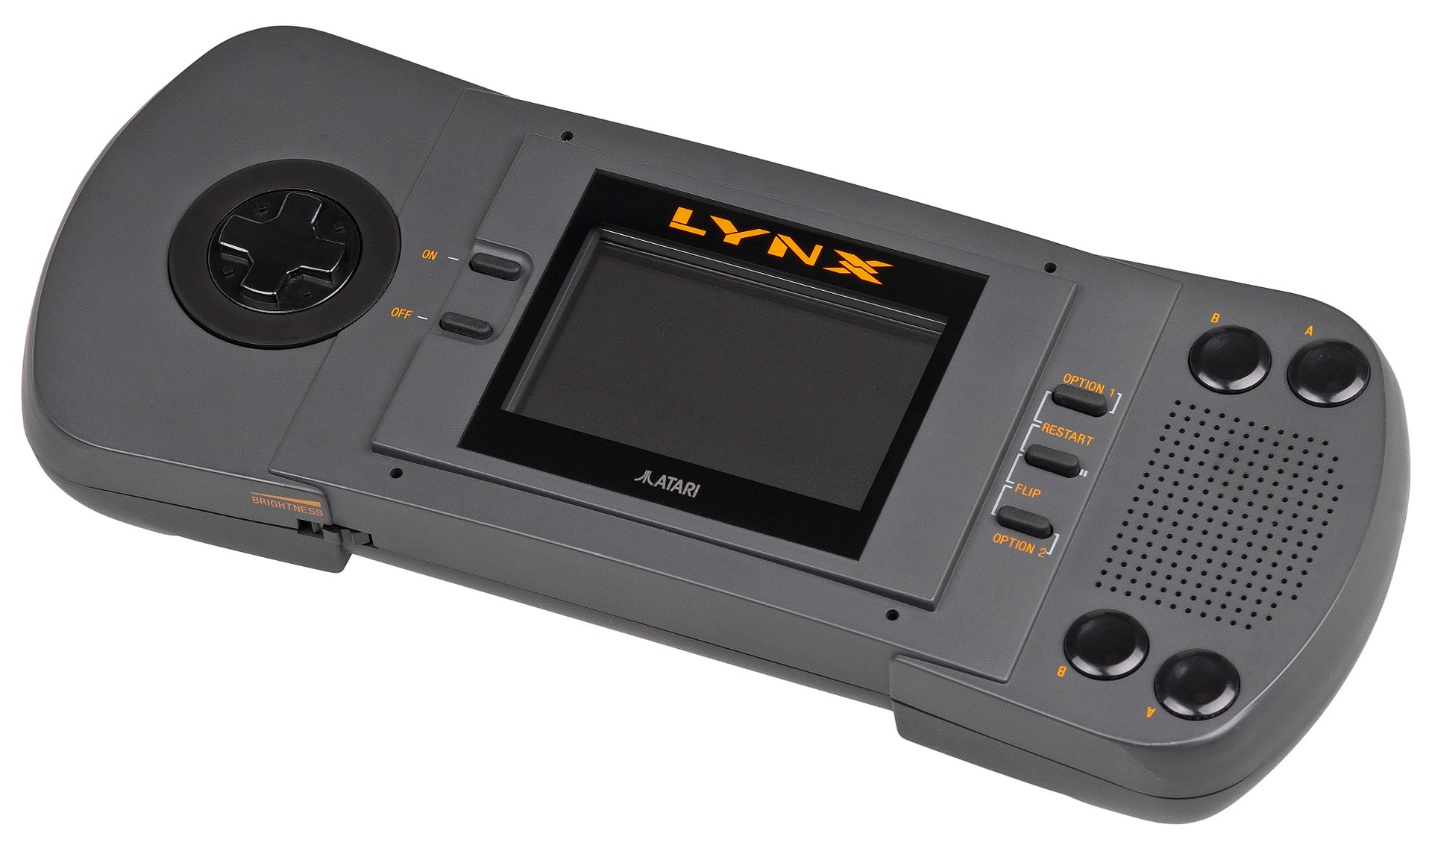 LYNX
ON
OFF
B
A
OPTION 1
RESTART
FLIP
OPTION 2
ATARI
BRIGHTNESS
B
A